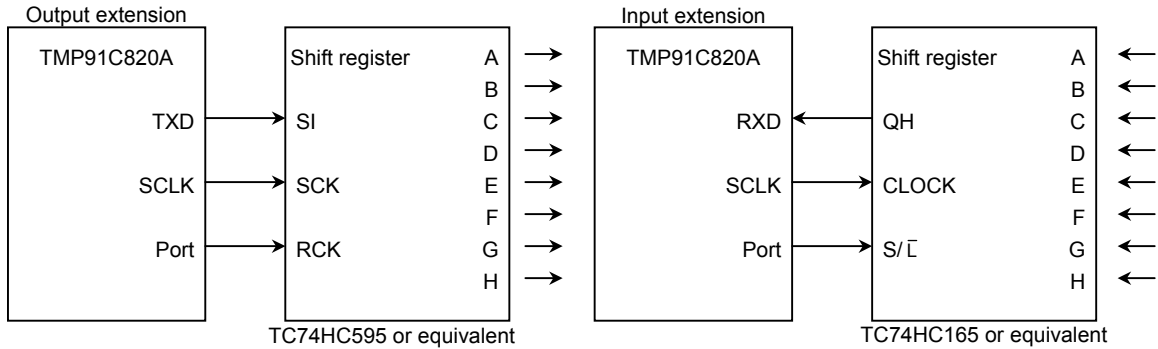 Output extension
TMP91C820A
TXD
SCLK
Port
Shift register
SI
SCK
RCK
A
B
C
D
E
F
G
H
TC74HC595 or equivalent
Input extension
TMP91C820A
RXD
SCLK
Port
Shift register
QH
CLOCK
S/ L̅
A
B
C
D
E
F
G
H
TC74HC165 or equivalent